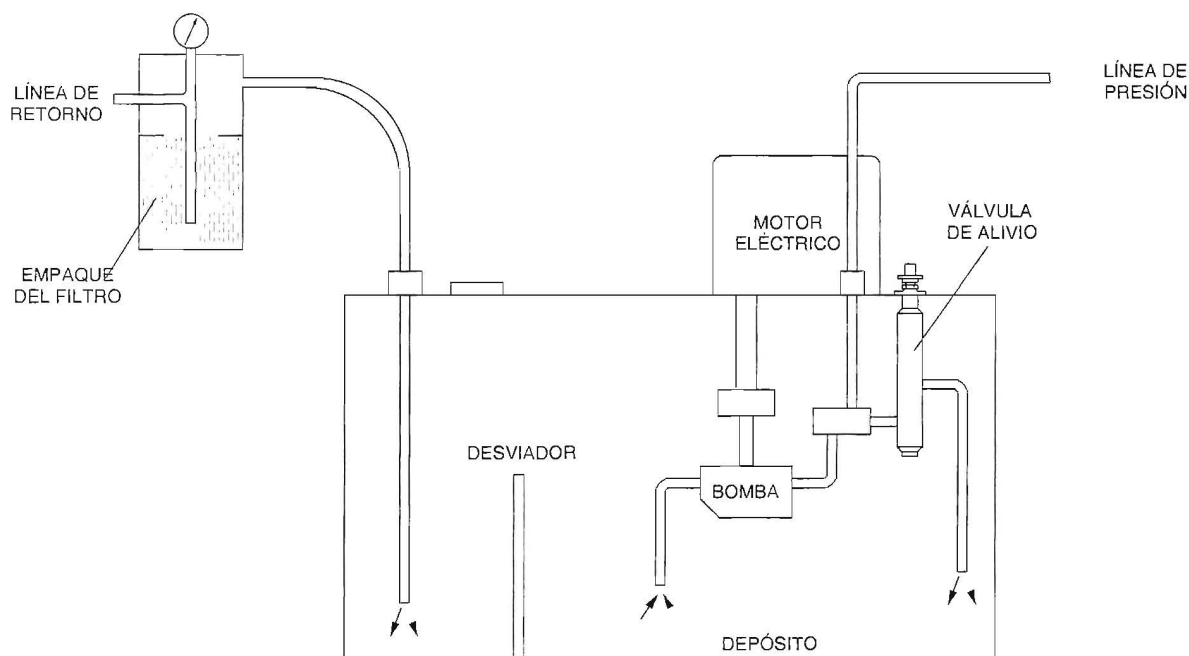 LÍNEA DE
RETORNO
EMPAQUE
DEL FILTRO
DESVIADOR
MOTOR
ELÉCTRICO
BOMBA
DEPÓSITO
VÁLVULA
DE ALIVIO
LÍNEA DE
PRESIÓN